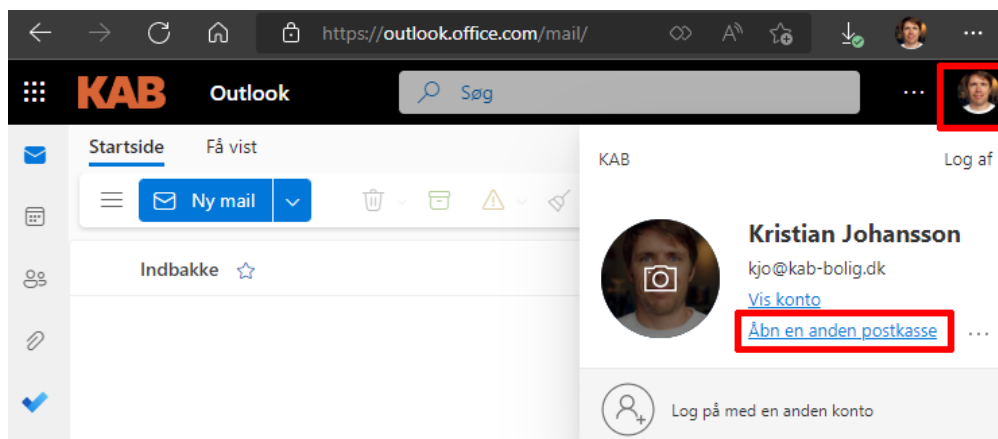 https://outlook.office.com/mail/
KAB Outlook Søg
Startside Få vist
KAB Log af
Ny mail
Kristian Johansson
kjo@kab-bolig.dk
Indbakke
Vis konto
Åbn en anden postkasse
Log på med en anden konto